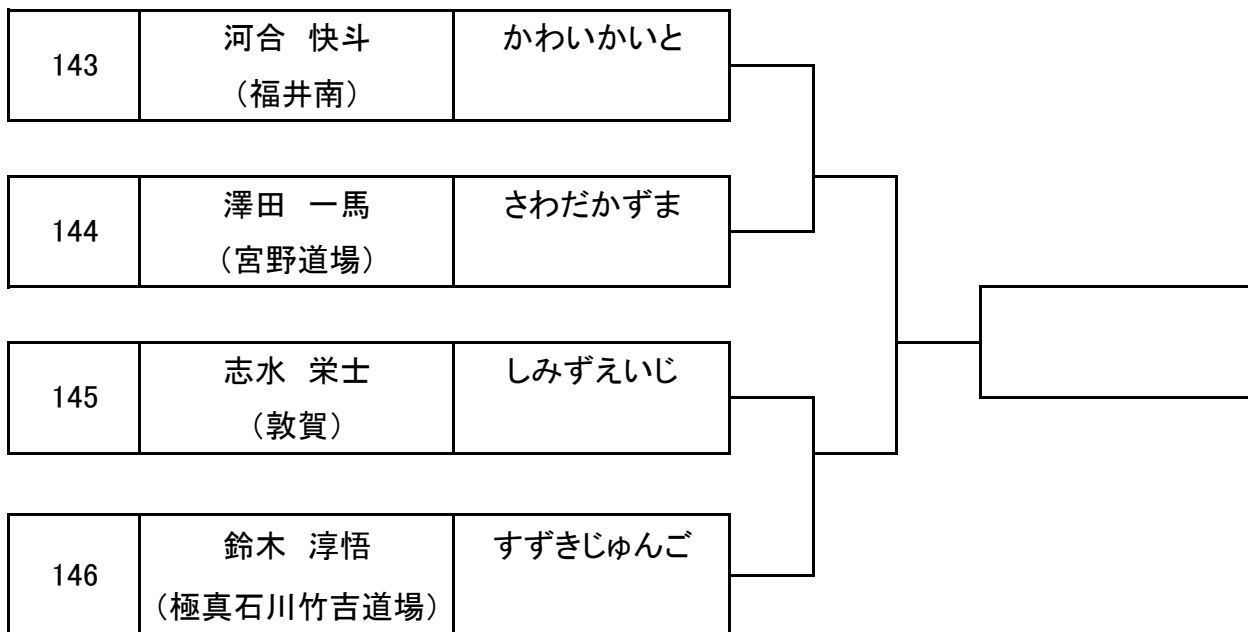 143
河合　快斗
（福井南）
かわいかいと
144
澤田　一馬
（宮野道場）
さわだかずま
145
志水　栄士
（敦賀）
しみずえいじ
146
鈴木　淳悟
（極真石川竹吉道場）
すずきじゅんご